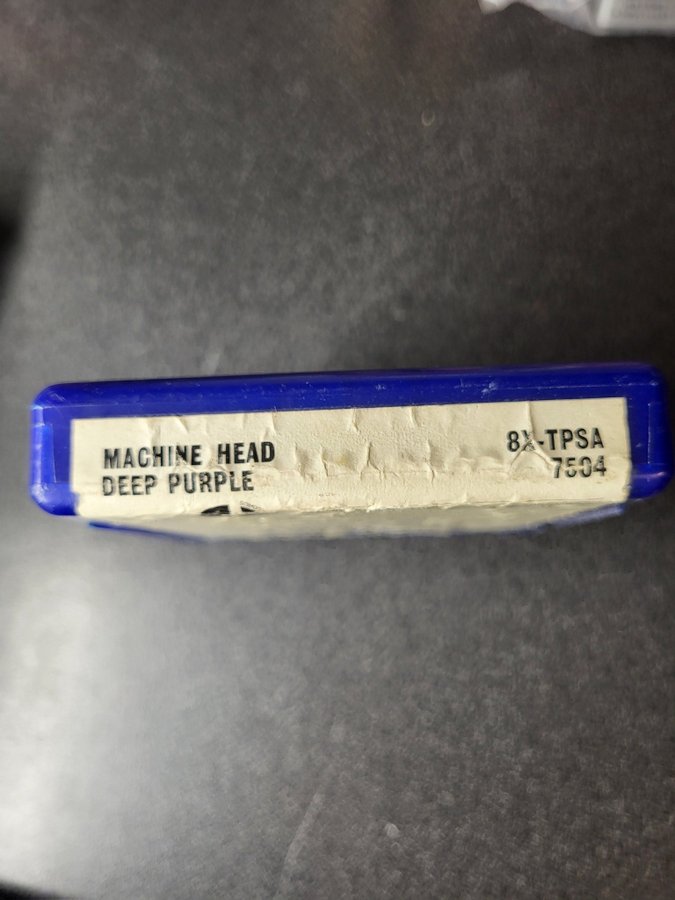 MACHINE HEAD
DEEP PURPLE
8X-TPSA
7504